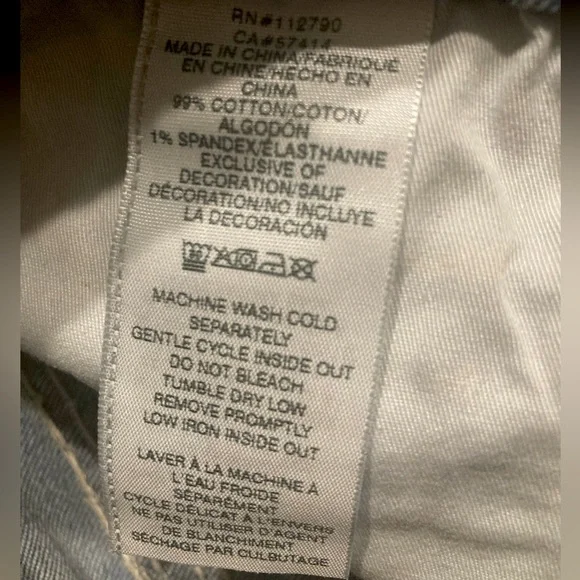 RN#112790
CA#57414
MADE IN CHINA/FABRIQUÉ
EN CHINE/HECHO EN
CHINA
99% COTTON/COTON/
ALGODÓN
1% SPANDEX/ÉLASTHANNE
EXCLUSIVE OF
DECORATION/SAUF
DÉCORATION/NO INCLUYE
LA DECORACIÓN
MACHINE WASH COLD
SEPARATELY
GENTLE CYCLE INSIDE OUT
DO NOT BLEACH
TUMBLE DRY LOW
REMOVE PROMPTLY
LOW IRON INSIDE OUT
LAVER À LA MACHINE À
L'EAU FROIDE
SÉPARÉMENT
CYCLE DÉLICAT À L'ENVERS
NE PAS UTILISER D'AGENT
DE BLANCHIMENT
SÉCHAGE PAR CULBUTAGE